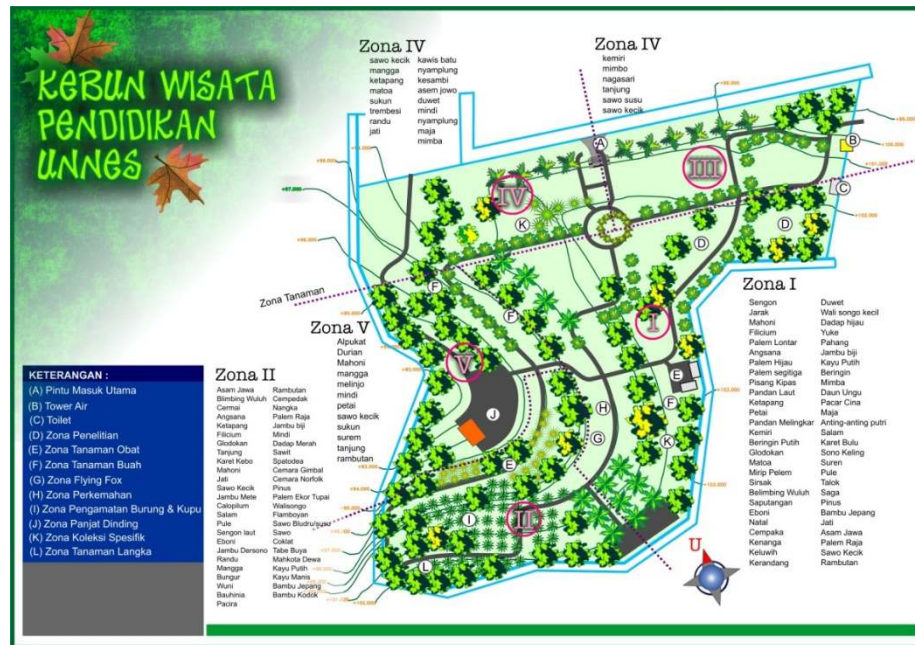 KEBUN WISATA
PENDIDIKAN
UNNES
Zona IV
sawo kecik
mangga
ketapang
matoa
sukun
trembesi
randu
jati
kawis batu
nyamplung
kesambi
asem jowo
duwet
mindi
nyamplung
maja
mimba
Zona IV
kemiri
mimbo
nagasari
tanjung
sawo susu
sawo kecik
A
B
C
D
D
III
IV
K
F
F
I
V
E
F
H
J
G
K
E
I
II
L
U
Zona Tanaman
Zona V
Alpukat
Durian
Mahoni
mangga
melinjo
mindi
petai
sawo kecik
sukun
surem
tanjung
rambutan
Zona I
Sengon
Jarak
Mahoni
Filicium
Palem Lontar
Angsana
Palem Hijau
Palem segitiga
Pisang Kipas
Pandan Laut
Ketapang
Petai
Pandan Melingkar
Kemiri
Beringin Putih
Glodokan
Matoa
Mirip Pelem
Sirsak
Belimbing Wuluh
Saputangan
Eboni
Natal
Cempaka
Kenanga
Keluwih
Kerandang
Duwet
Wali songo kecil
Dadap hijau
Yuke
Pahang
Jambu biji
Kayu Putih
Beringin
Mimba
Daun Ungu
Pacar Cina
Maja
Anting-anting putri
Salam
Karet Bulu
Sono Keling
Suren
Pule
Talok
Saga
Pinus
Bambu Jepang
Jati
Asam Jawa
Palem Raja
Sawo Kecik
Rambutan
Zona II
Asam Jawa
Blimbing Wuluh
Cermai
Angsana
Ketapang
Filicium
Glodokan
Tanjung
Karet Kebo
Mahoni
Jati
Sawo Kecik
Jambu Mete
Calopilum
Salam
Pule
Sengon laut
Eboni
Jambu Dersono
Randu
Mangga
Bungur
Wuni
Bauhinia
Pacira
Rambutan
Cempedak
Nangka
Palem Raja
Jambu biji
Mindi
Dadap Merah
Sawit
Spatodea
Cemara Gimbal
Cemara Norfolk
Pinus
Palem Ekor Tupai
Walisongo
Flamboyan
Sawo Bludru/susu
Sawo
Coklat
Tabe Buya
Mahkota Dewa
Kayu Putih
Kayu Manis
Bambu Jepang
Bambu Kodok
KETERANGAN :
(A) Pintu Masuk Utama
(B) Tower Air
(C) Toilet
(D) Zona Penelitian
(E) Zona Tanaman Obat
(F) Zona Tanaman Buah
(G) Zona Flying Fox
(H) Zona Perkemahan
(I) Zona Pengamatan Burung & Kupu
(J) Zona Panjat Dinding
(K) Zona Koleksi Spesifik
(L) Zona Tanaman Langka